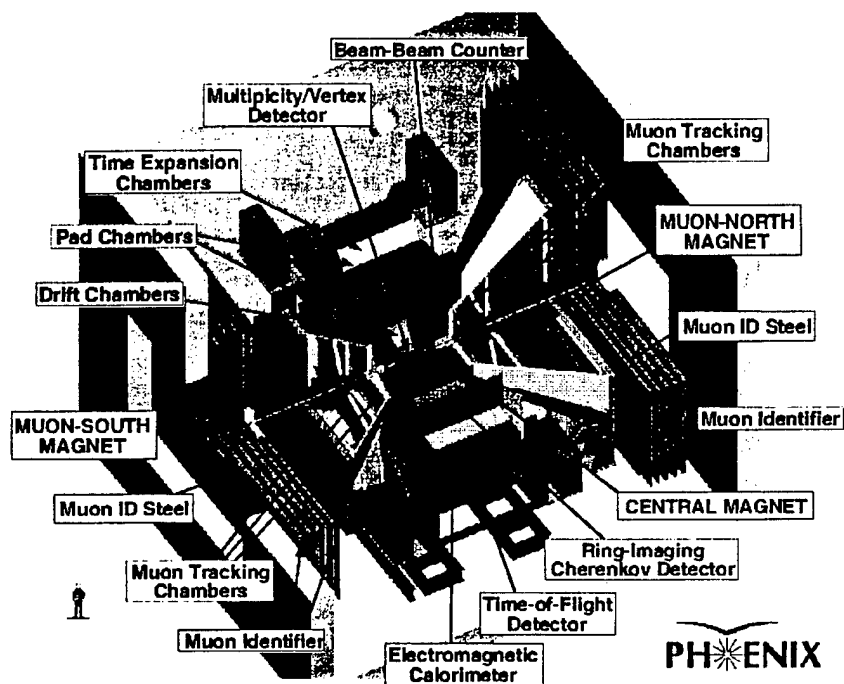 Beam-Beam Counter
Multiplicity/Vertex
Detector
Muon Tracking
Chambers
Time Expansion
Chambers
MUON-NORTH
MAGNET
Pad Chambers
Drift Chambers
Muon ID Steel
MUON-SOUTH
MAGNET
Muon Identifier
Muon ID Steel
CENTRAL MAGNET
Muon Tracking
Chambers
Ring-Imaging
Cherenkov Detector
Time-of-Flight
Detector
Muon Identifier
Electromagnetic
Calorimeter
PHENIX